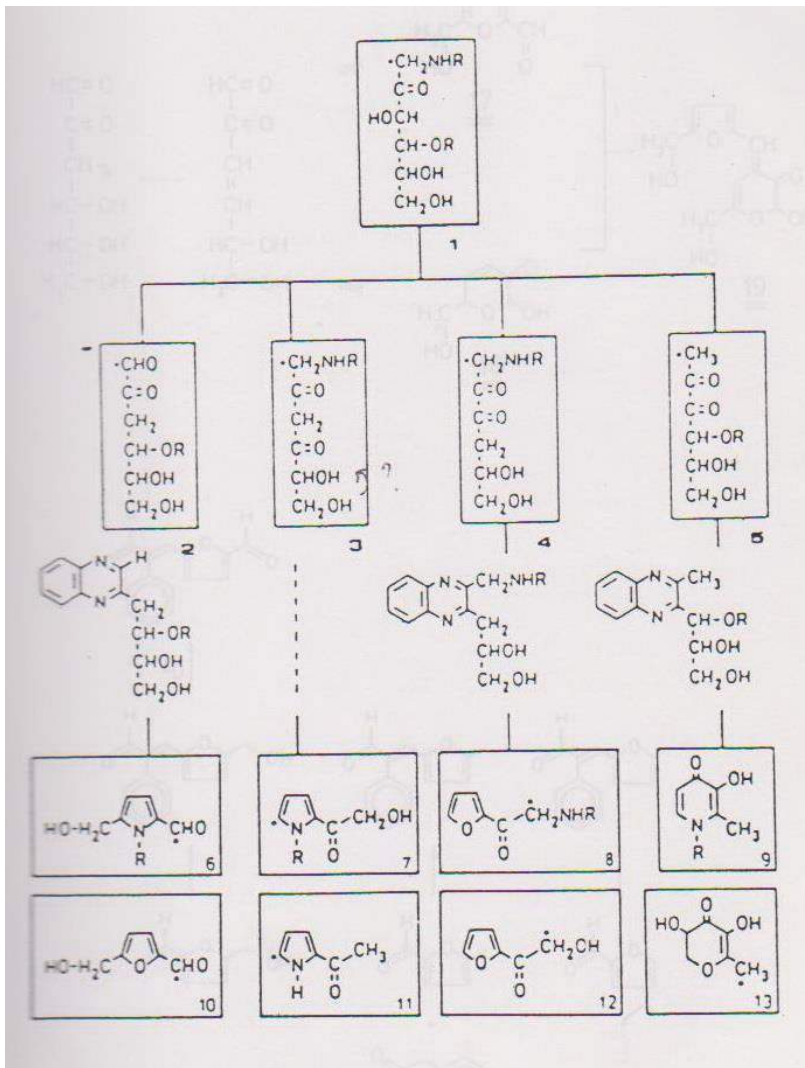 ·CH₂NHR
C=O
HOCH
CH-OR
CHOH
CH₂OH
1
·CHO
C=O
CH₂
CH-OR
CHOH
CH₂OH
2
·CH₂NHR
C=O
CH₂
C=O
CHOH
CH₂OH
?
3
·CH₂NHR
C=O
C=O
CH₂
CHOH
CH₂OH
4
·CH₃
C=O
C=O
CH-OR
CHOH
CH₂OH
5
N
H
N
CH₂
CH-OR
CHOH
CH₂OH
N
CH₂NHR
N
CH₂
CHOH
CH₂OH
N
CH₃
N
CH-OR
CHOH
CH₂OH
HO-H₂C
N
R
CHO
6
N
R
C
O
CH₂OH
7
O
C
O
CH₂NHR
8
O
OH
N
R
CH₃
9
HO-H₂C
O
CHO
10
N
H
C
O
CH₃
11
O
C
O
CH₂OH
12
O
HO
OH
O
CH₃
13